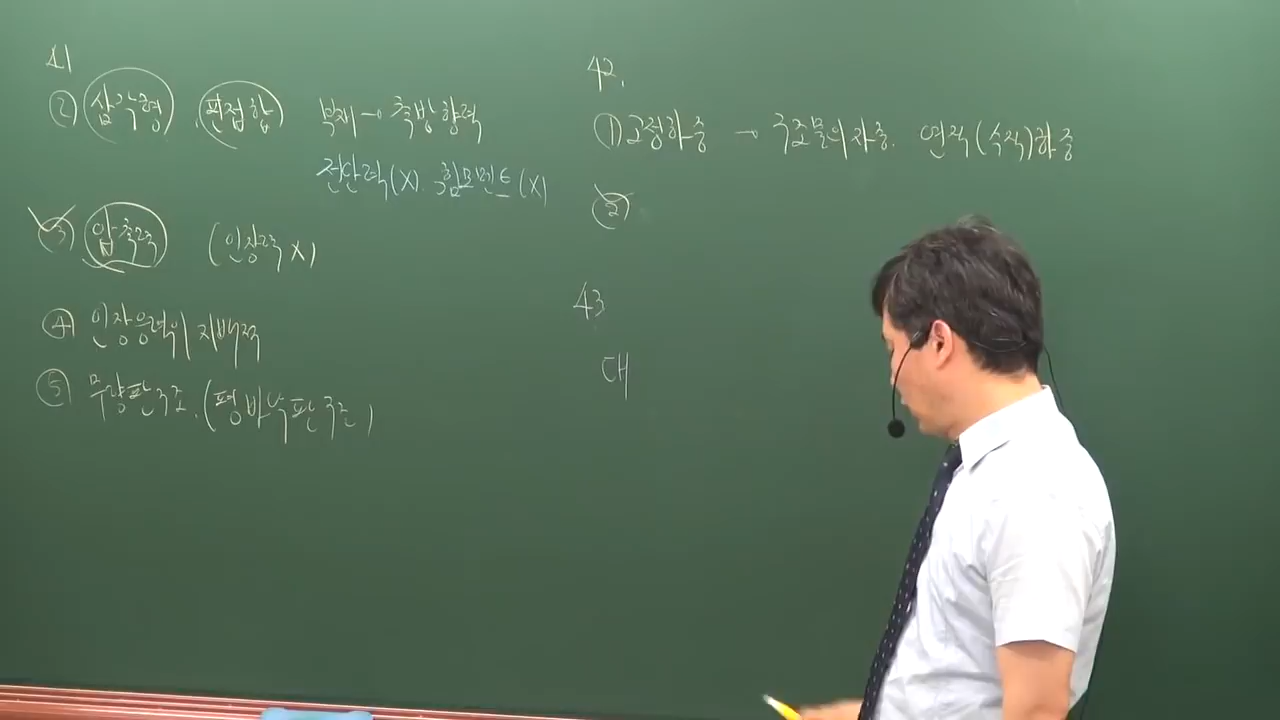 41
② 삼각형 핀접합 부재 → 축방향력
전단력(X). 휨모멘트(X)
③ 압축력 (인장력 X)
④ 인장응력이 지배적
⑤ 무량판구조. (평바닥판구조)
42.
① 고정하중 → 구조물의자중. 연직(수직)하중
②
43
대